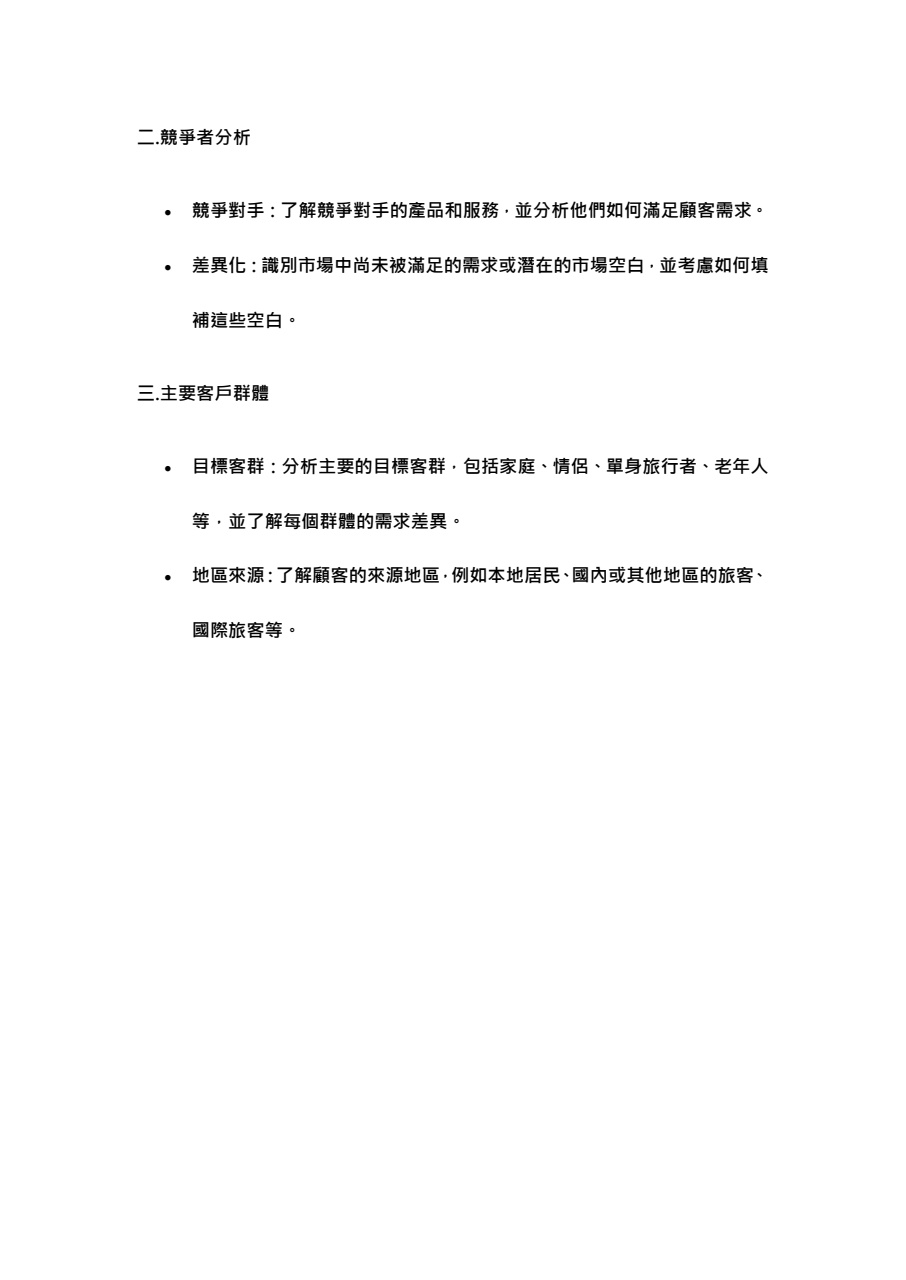 二.競爭者分析
● 競爭對手：了解競爭對手的產品和服務，並分析他們如何滿足顧客需求。
● 差異化：識別市場中尚未被滿足的需求或潛在的市場空白，並考慮如何填
補這些空白。
三.主要客戶群體
● 目標客群：分析主要的目標客群，包括家庭、情侶、單身旅行者、老年人
等，並了解每個群體的需求差異。
● 地區來源：了解顧客的來源地區，例如本地居民、國內或其他地區的旅客、
國際旅客等。